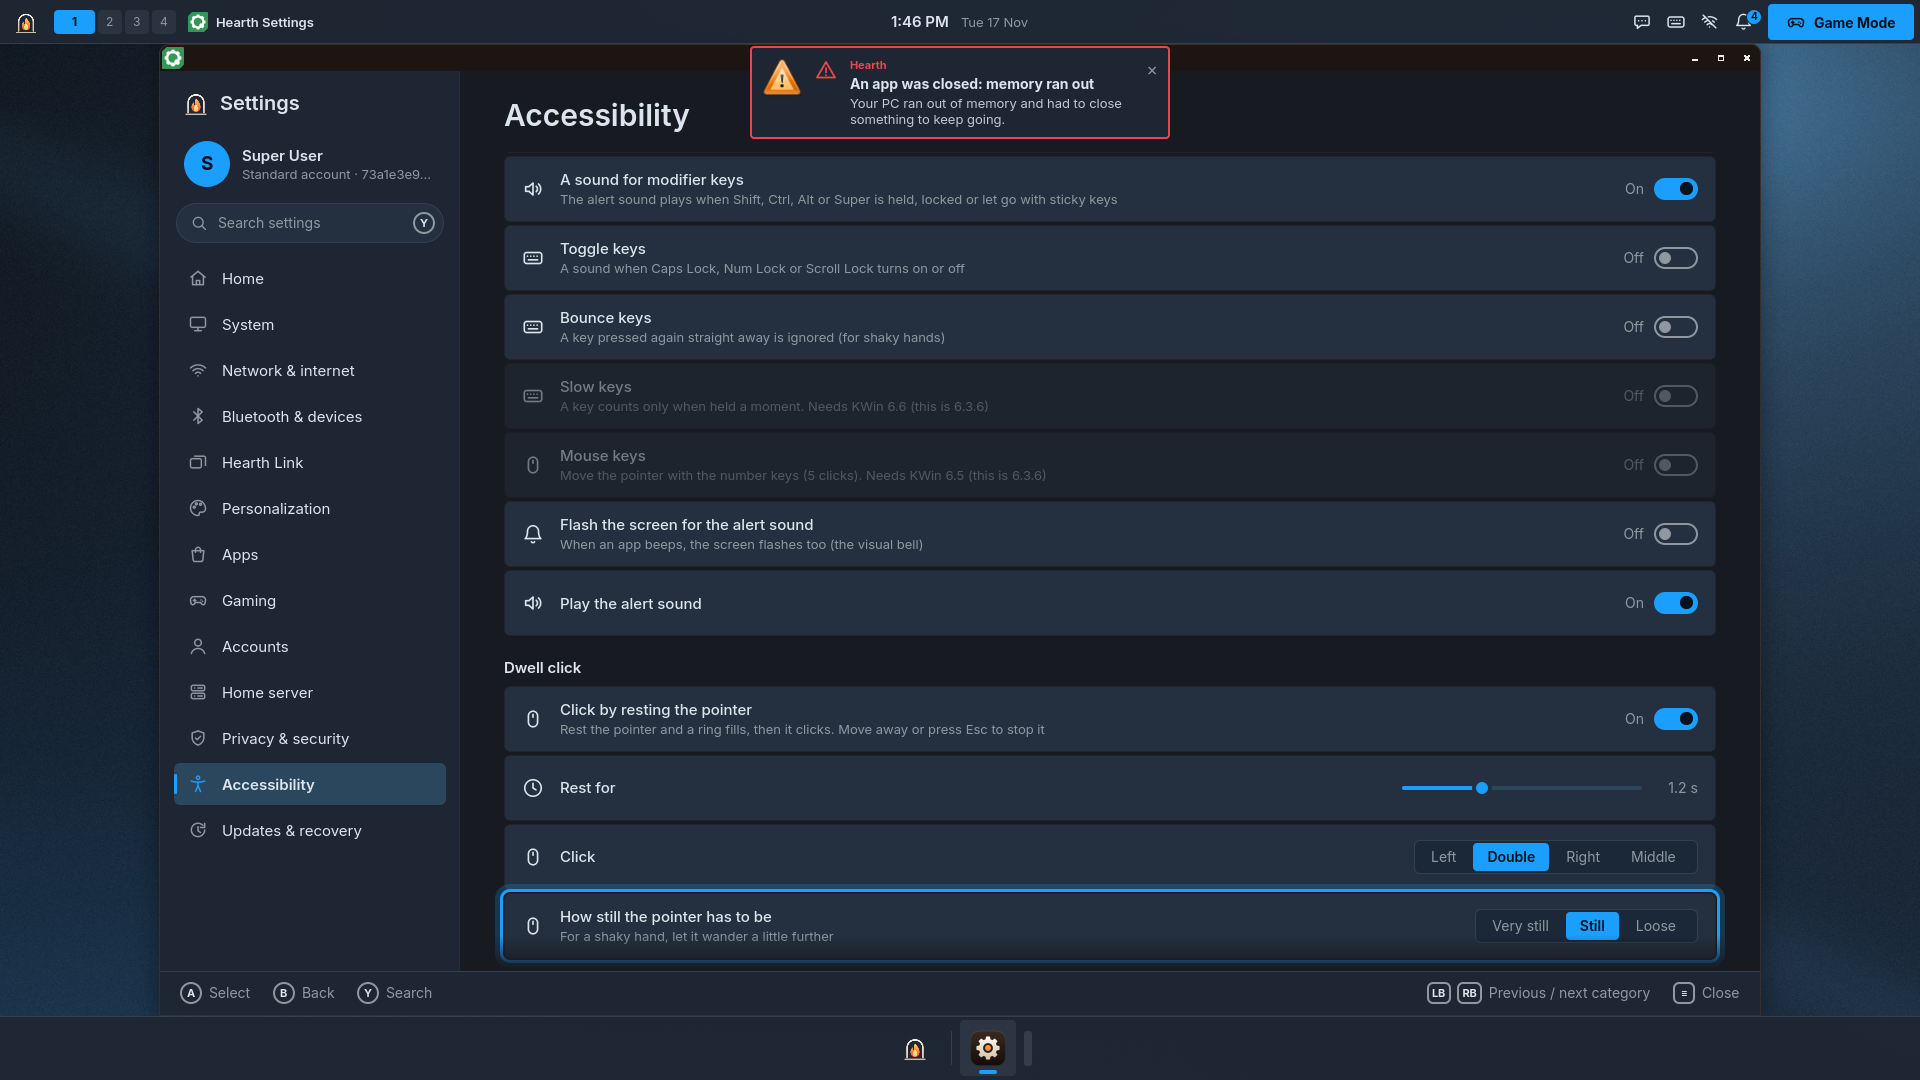 1 2 3 4 Hearth Settings
1:46 PM Tue 17 Nov
4
Game Mode
Hearth
An app was closed: memory ran out
Your PC ran out of memory and had to close
something to keep going.
Settings
S
Super User
Standard account · 73a1e3e9...
Search settings Y
Home
System
Network & internet
Bluetooth & devices
Hearth Link
Personalization
Apps
Gaming
Accounts
Home server
Privacy & security
Accessibility
Updates & recovery
Accessibility
A sound for modifier keys
The alert sound plays when Shift, Ctrl, Alt or Super is held, locked or let go with sticky keys
On
Toggle keys
A sound when Caps Lock, Num Lock or Scroll Lock turns on or off
Off
Bounce keys
A key pressed again straight away is ignored (for shaky hands)
Off
Slow keys
A key counts only when held a moment. Needs KWin 6.6 (this is 6.3.6)
Off
Mouse keys
Move the pointer with the number keys (5 clicks). Needs KWin 6.5 (this is 6.3.6)
Off
Flash the screen for the alert sound
When an app beeps, the screen flashes too (the visual bell)
Off
Play the alert sound
On
Dwell click
Click by resting the pointer
Rest the pointer and a ring fills, then it clicks. Move away or press Esc to stop it
On
Rest for
1.2 s
Click
Left Double Right Middle
How still the pointer has to be
For a shaky hand, let it wander a little further
Very still Still Loose
A Select B Back Y Search
LB RB Previous / next category Close